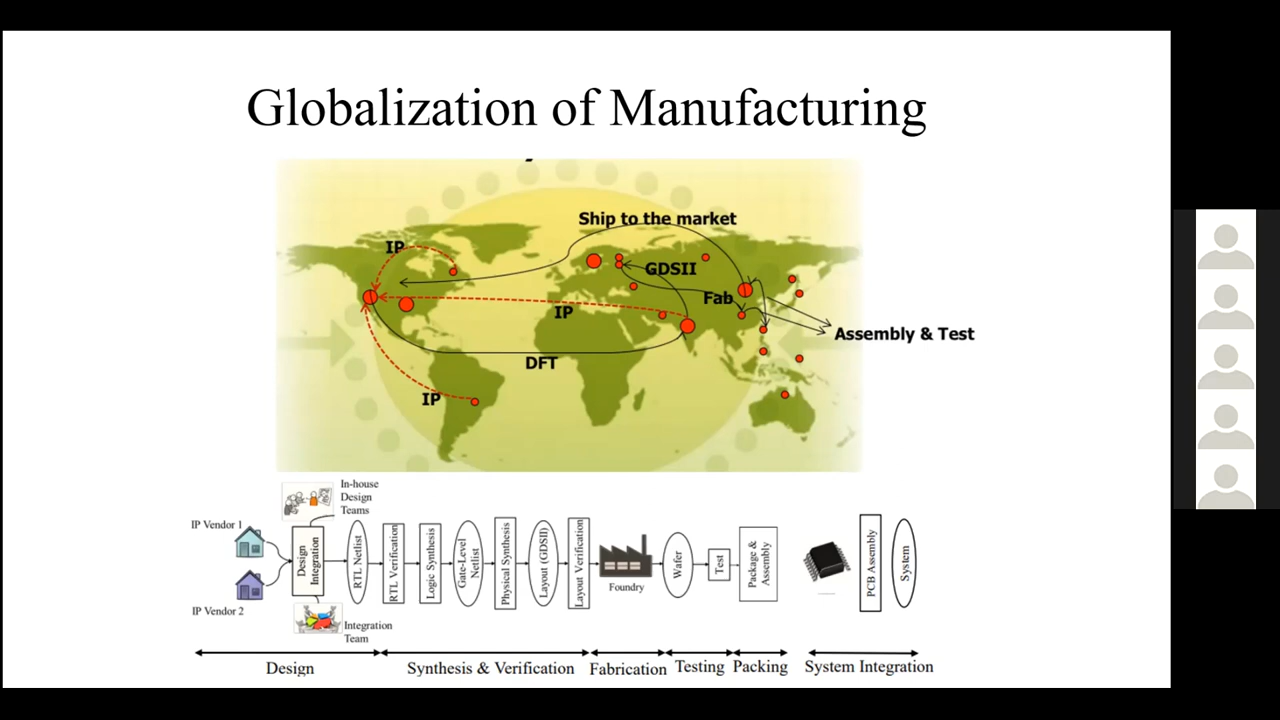 Globalization of Manufacturing
Ship to the market
IP
GDSII
Fab
IP
Assembly & Test
DFT
IP
In-house
Design
Teams
IP Vendor 1
IP Vendor 2
Design
Integration
Integration
Team
RTL Netlist
RTL Verification
Logic Synthesis
Gate-Level
Netlist
Physical Synthesis
Layout (GDSII)
Layout Verification
Foundry
Wafer
Test
Package &
Assembly
PCB Assembly
System
Design
Synthesis & Verification
Fabrication
Testing
Packing
System Integration